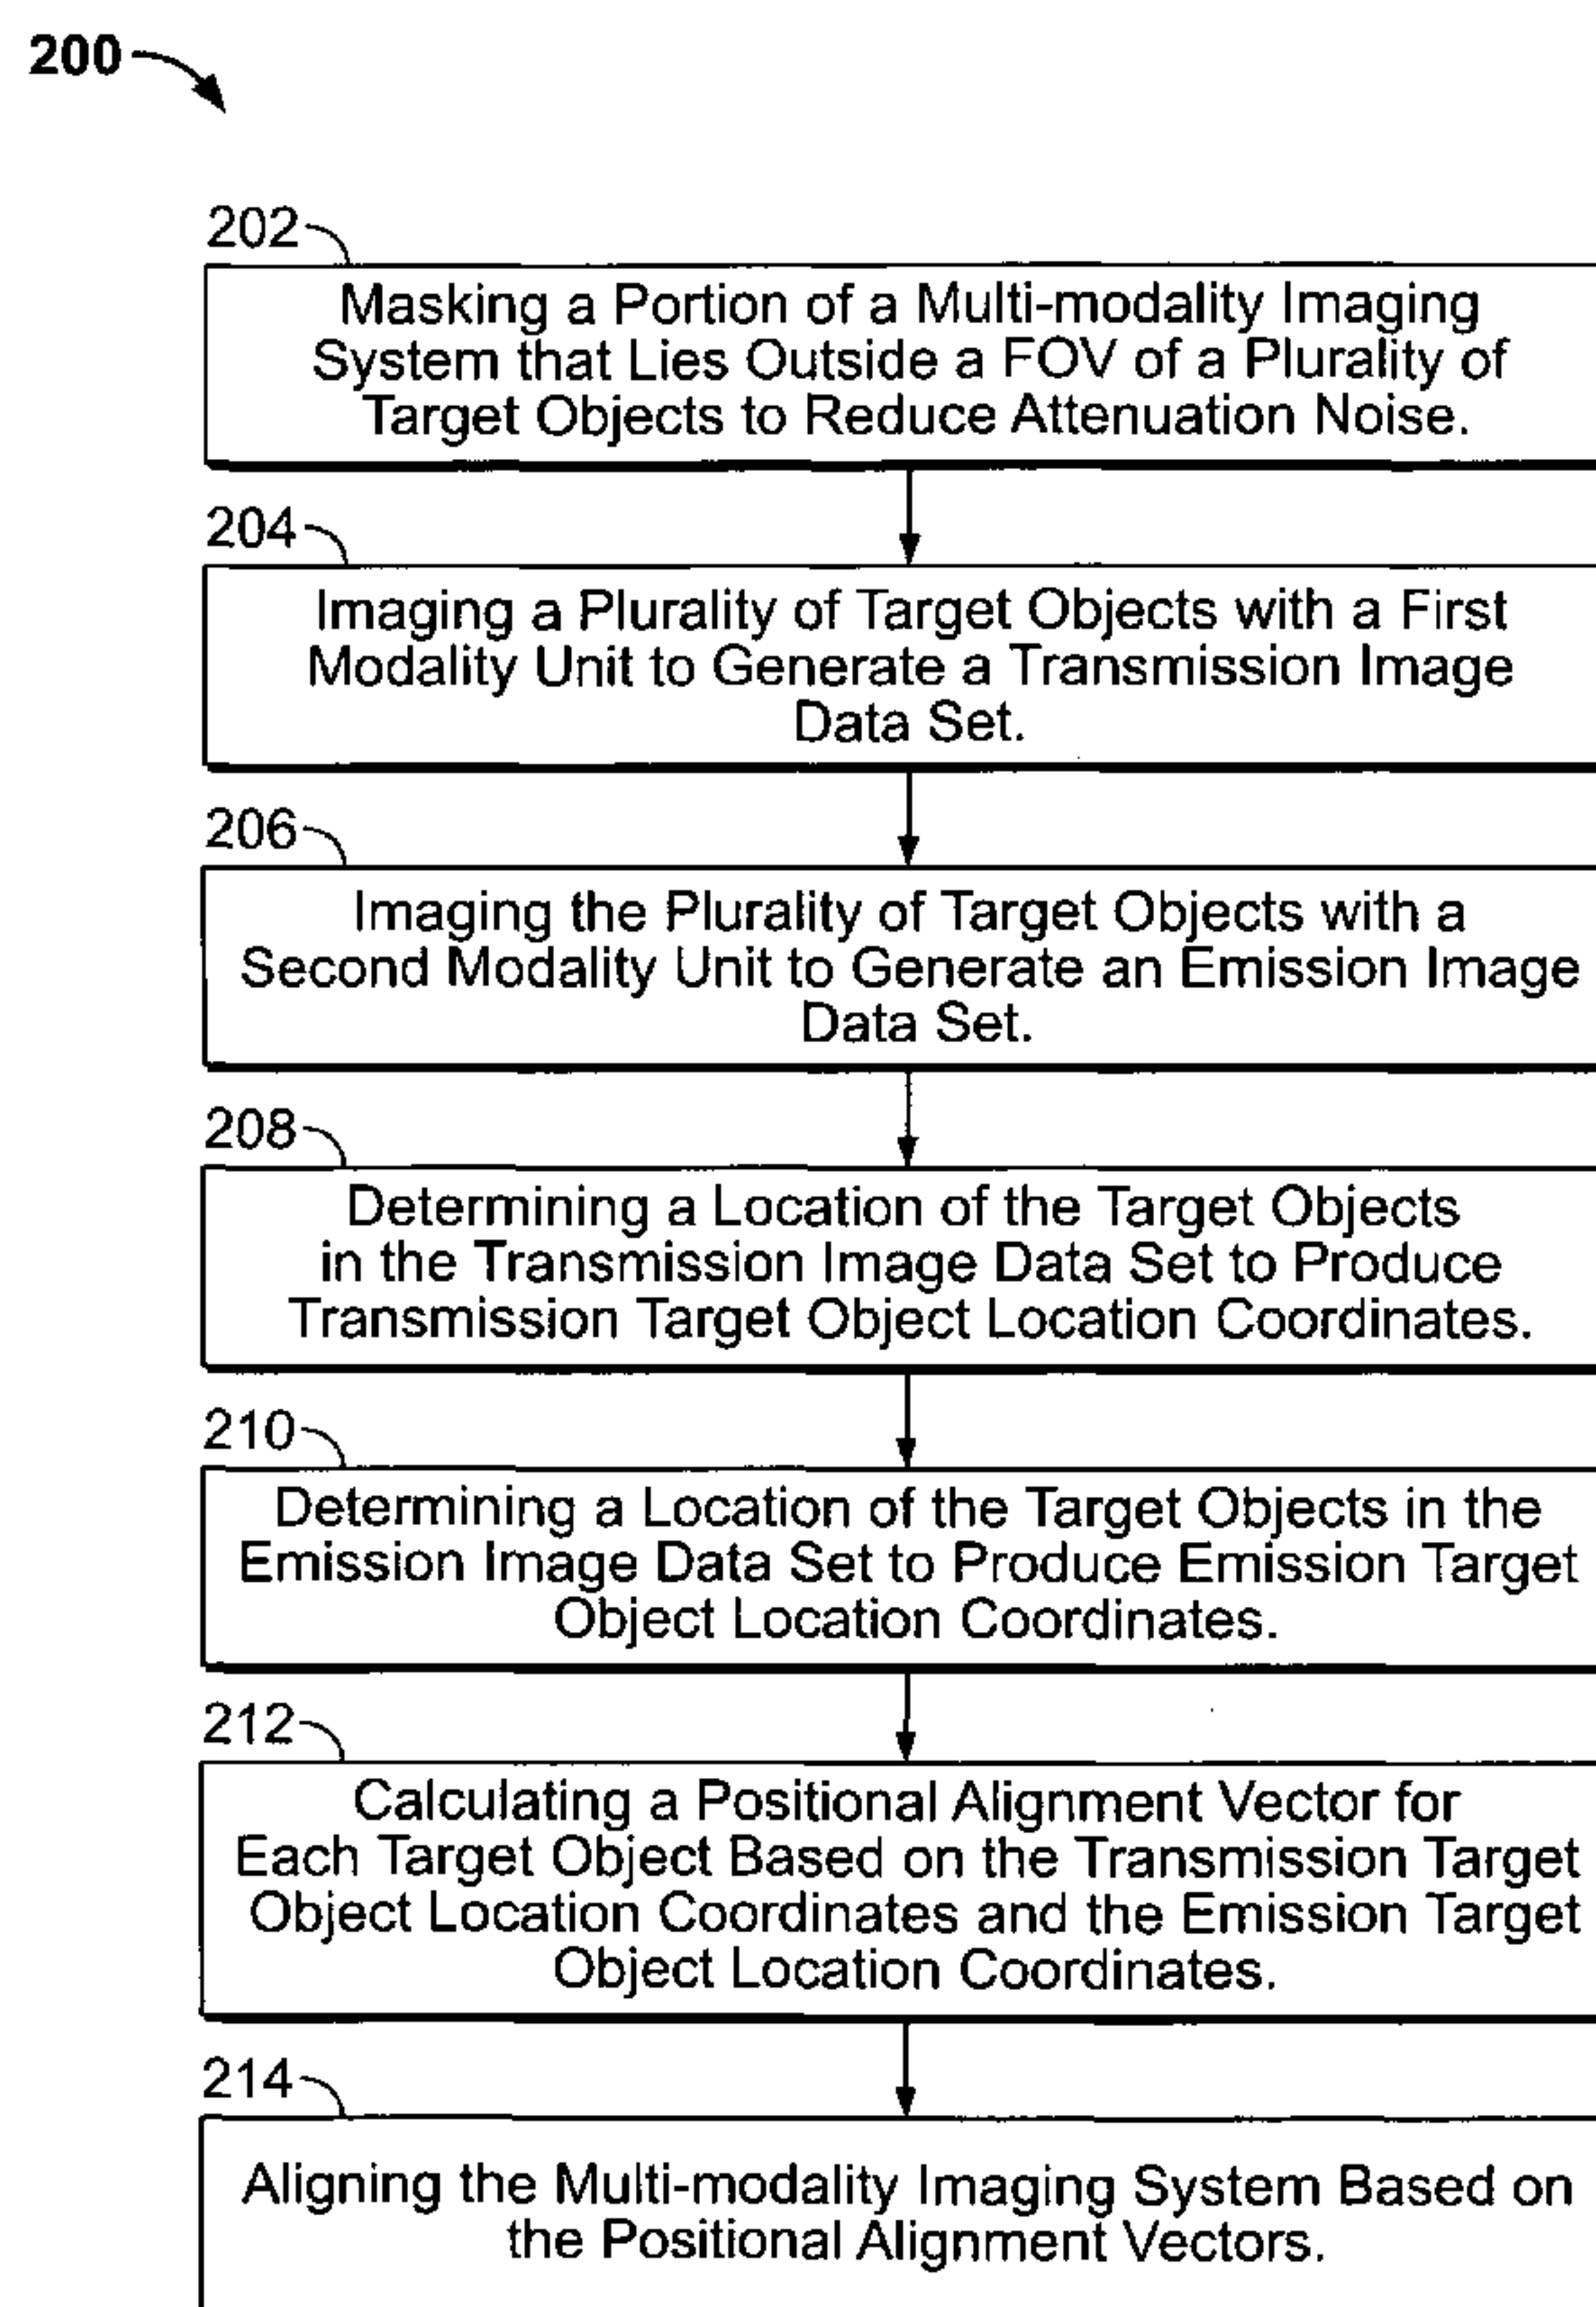 200
202
Masking a Portion of a Multi-modality Imaging
System that Lies Outside a FOV of a Plurality of
Target Objects to Reduce Attenuation Noise.
204
Imaging a Plurality of Target Objects with a First
Modality Unit to Generate a Transmission Image
Data Set.
206
Imaging the Plurality of Target Objects with a
Second Modality Unit to Generate an Emission Image
Data Set.
208
Determining a Location of the Target Objects
in the Transmission Image Data Set to Produce
Transmission Target Object Location Coordinates.
210
Determining a Location of the Target Objects in the
Emission Image Data Set to Produce Emission Target
Object Location Coordinates.
212
Calculating a Positional Alignment Vector for
Each Target Object Based on the Transmission Target
Object Location Coordinates and the Emission Target
Object Location Coordinates.
214
Aligning the Multi-modality Imaging System Based on
the Positional Alignment Vectors.